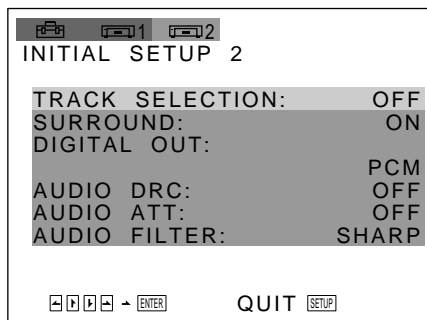 1 2
INITIAL SETUP 2
TRACK SELECTION: OFF
SURROUND: ON
DIGITAL OUT:
PCM
AUDIO DRC: OFF
AUDIO ATT: OFF
AUDIO FILTER: SHARP
ENTER QUIT SETUP